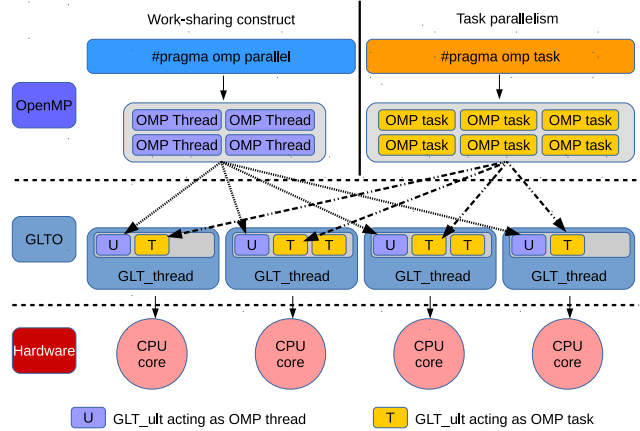 Work-sharing construct
Task parallelism
#pragma omp parallel
#pragma omp task
OpenMP
OMP Thread OMP Thread
OMP Thread OMP Thread
OMP task OMP task OMP task
OMP task OMP task OMP task
GLTO
U T
GLT_thread
U T T
GLT_thread
U T T
GLT_thread
U T
GLT_thread
Hardware
CPU
core
CPU
core
CPU
core
CPU
core
U GLT_ult acting as OMP thread
T GLT_ult acting as OMP task